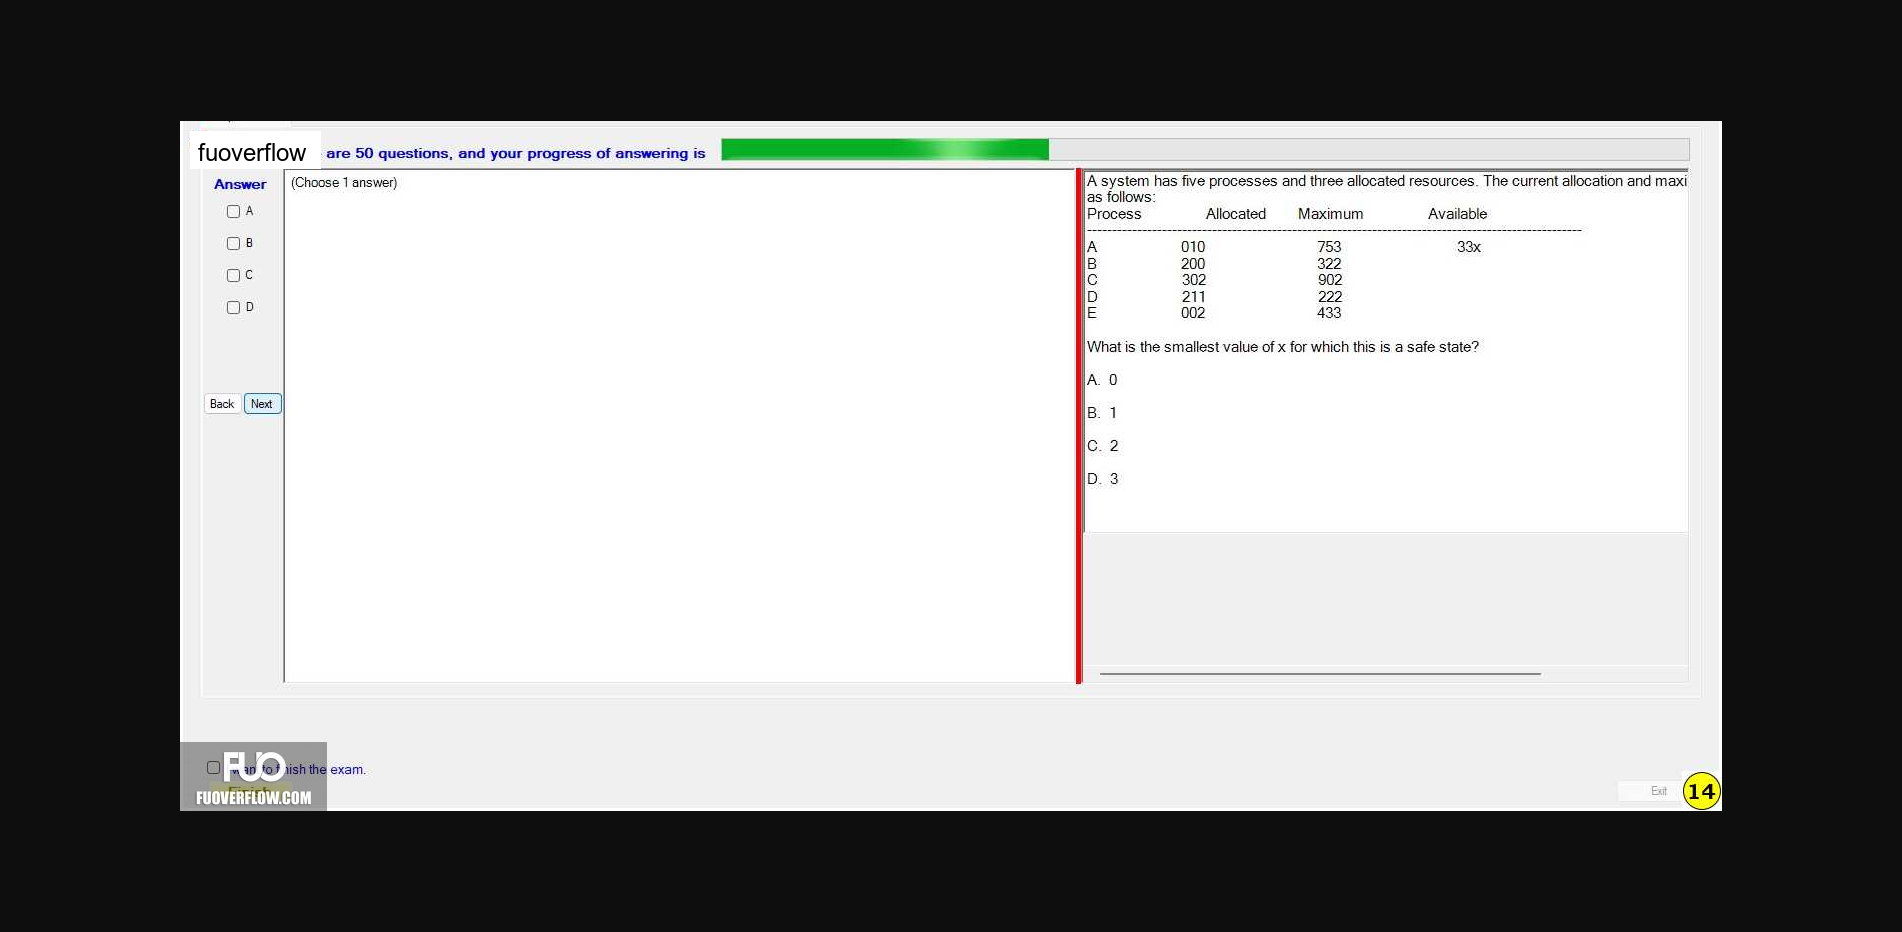 fuoverflow are 50 questions, and your progress of answering is
Answer
(Choose 1 answer)
A
B
C
D
Back Next
A system has five processes and three allocated resources. The current allocation and maxi
as follows:
Process Allocated Maximum Available
-----------------------------------------------------------------------------------------------
A 010 753 33x
B 200 322
C 302 902
D 211 222
E 002 433
What is the smallest value of x for which this is a safe state?
A. 0
B. 1
C. 2
D. 3
FUO
to finish the exam.
FUOVERFLOW.COM
Exit
14